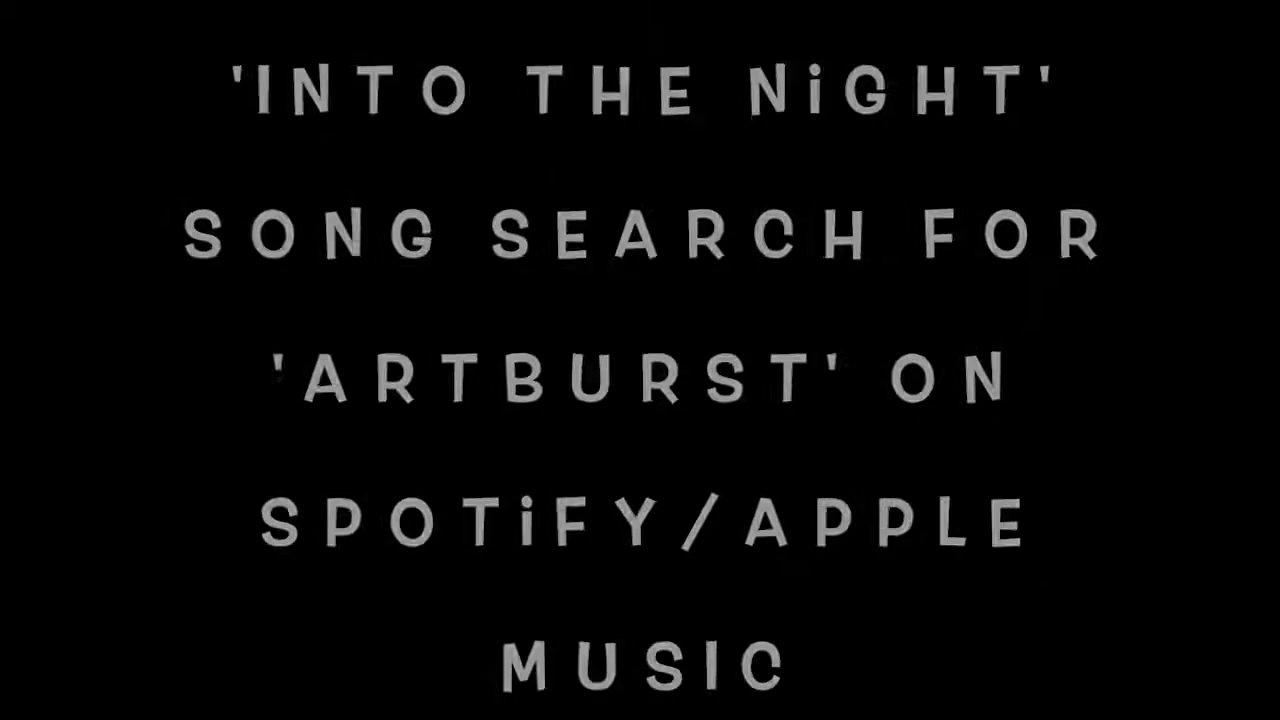 'INTO THE NiGHT'
SONG SEARCH FOR
'ARTBURST' ON
SPOTiFY/APPLE
MUSIC